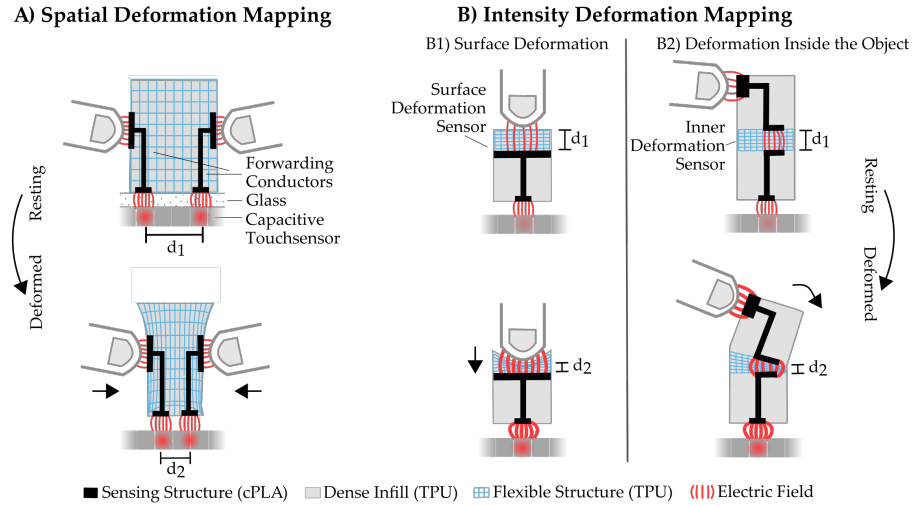 A) Spatial Deformation Mapping
B) Intensity Deformation Mapping
B1) Surface Deformation
B2) Deformation Inside the Object
Resting
Deformed
Forwarding
Conductors
Glass
Capacitive
Touchsensor
d1
d2
Surface
Deformation
Sensor
d1
d2
Inner
Deformation
Sensor
d1
d2
Resting
Deformed
Sensing Structure (cPLA)
Dense Infill (TPU)
Flexible Structure (TPU)
Electric Field